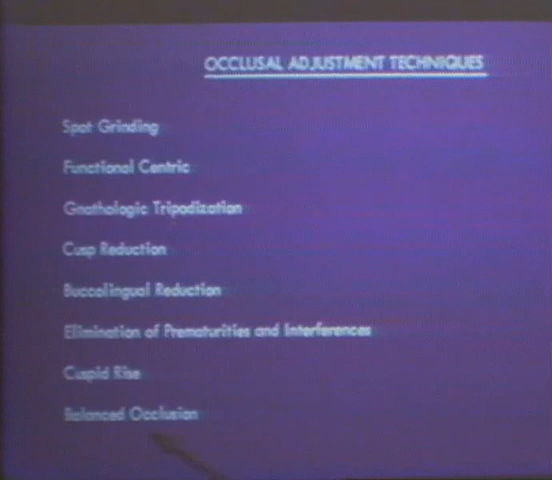 OCCLUSAL ADJUSTMENT TECHNIQUES
Spot Grinding
Functional Centric
Gnathologic Tripodization
Cusp Reduction
Buccolingual Reduction
Elimination of Prematurities and Interferences
Cuspid Rise
Balanced Occlusion